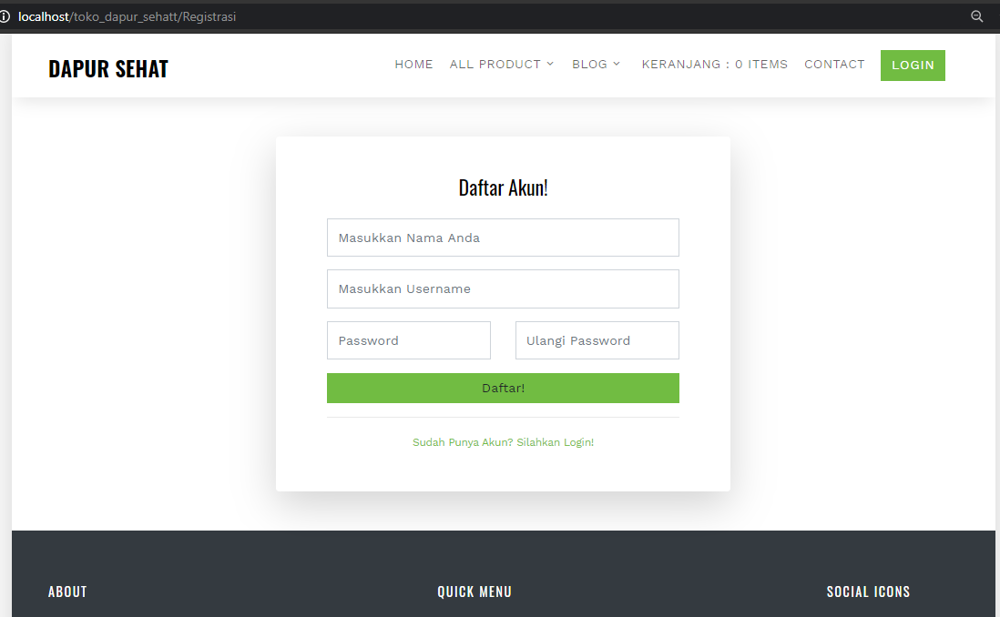 localhost/toko_dapur_sehatt/Registrasi
DAPUR SEHAT
HOME ALL PRODUCT BLOG KERANJANG : 0 ITEMS CONTACT LOGIN
Daftar Akun!
Masukkan Nama Anda
Masukkan Username
Password Ulangi Password
Daftar!
Sudah Punya Akun? Silahkan Login!
ABOUT QUICK MENU SOCIAL ICONS